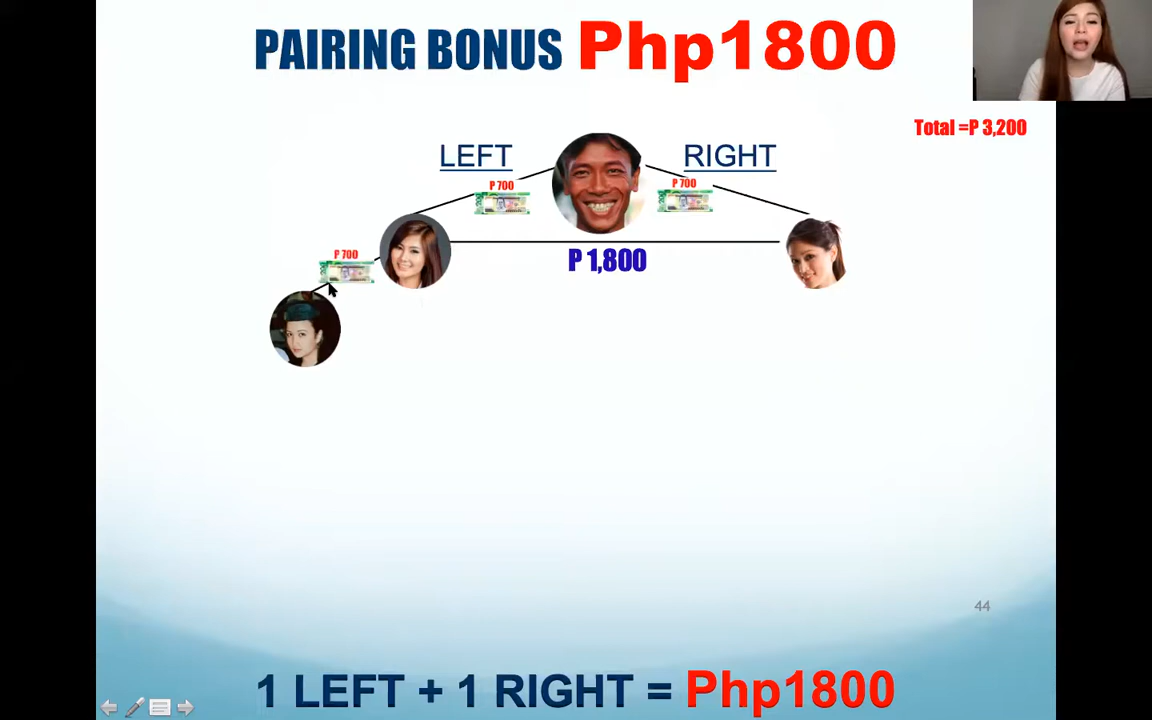 PAIRING BONUS Php1800
Total =P 3,200
LEFT
RIGHT
P 700
P 700
P 1,800
P 700
44
1 LEFT + 1 RIGHT = Php1800